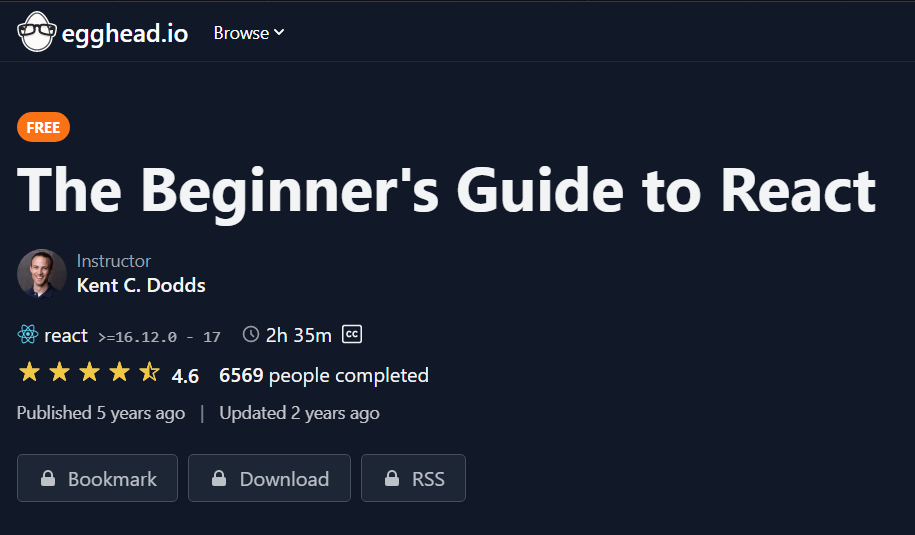 egghead.io Browse
FREE
The Beginner's Guide to React
Instructor
Kent C. Dodds
react >=16.12.0 - 17 2h 35m CC
4.6 6569 people completed
Published 5 years ago | Updated 2 years ago
Bookmark Download RSS